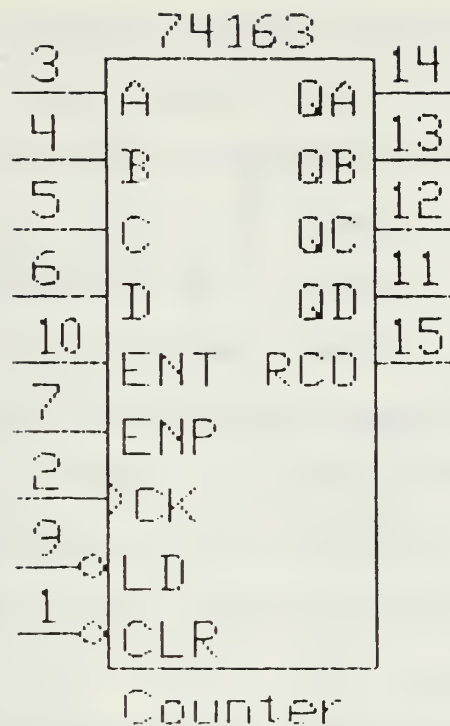 74163
3 14
A QA
4 13
B QB
5 12
C QC
6 11
D QD
10 15
ENT RCO
7
ENP
2
CK
9
LD
1
CLR
Counter